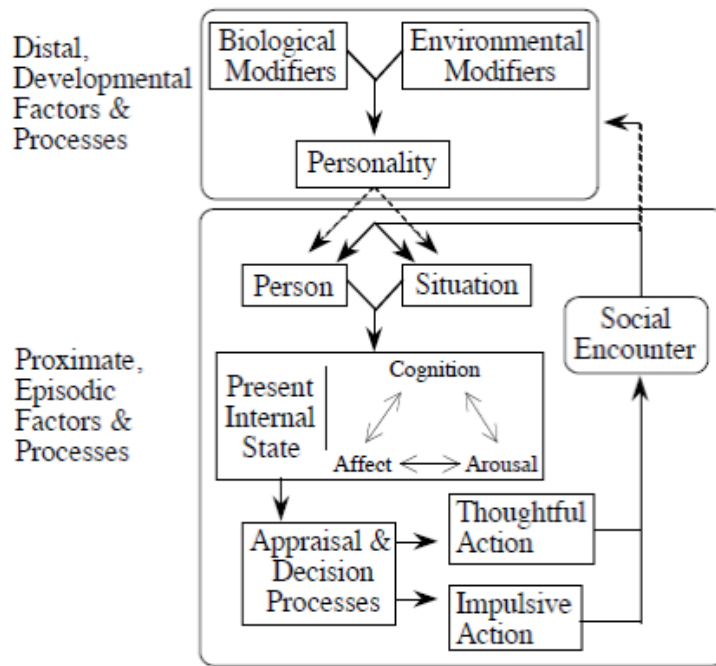 Distal,
Developmental
Factors &
Processes
Biological
Modifiers
Environmental
Modifiers
Personality
Person
Situation
Social
Encounter
Proximate,
Episodic
Factors &
Processes
Present
Internal
State
Cognition
Affect
Arousal
Appraisal &
Decision
Processes
Thoughtful
Action
Impulsive
Action